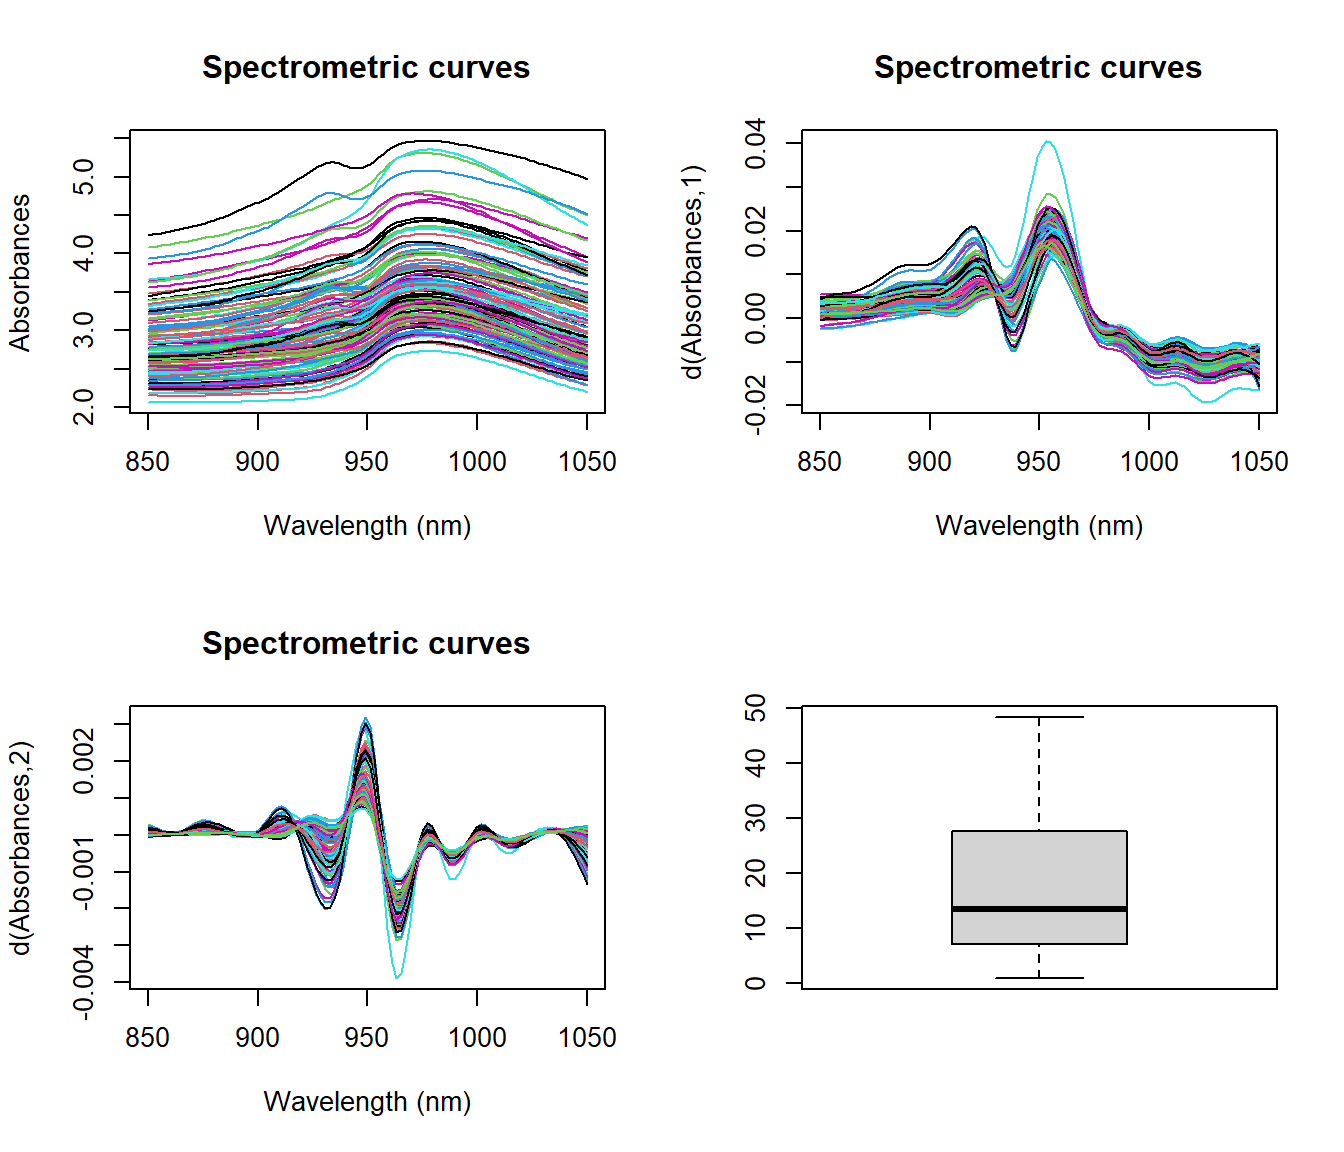 Spectrometric curves
Absorbances
5.0
4.0
3.0
2.0
850 900 950 1000 1050
Wavelength (nm)
Spectrometric curves
d(Absorbances,1)
0.04
0.02
0.00
-0.02
850 900 950 1000 1050
Wavelength (nm)
Spectrometric curves
d(Absorbances,2)
0.002
-0.001
-0.004
850 900 950 1000 1050
Wavelength (nm)
50
40
30
20
10
0